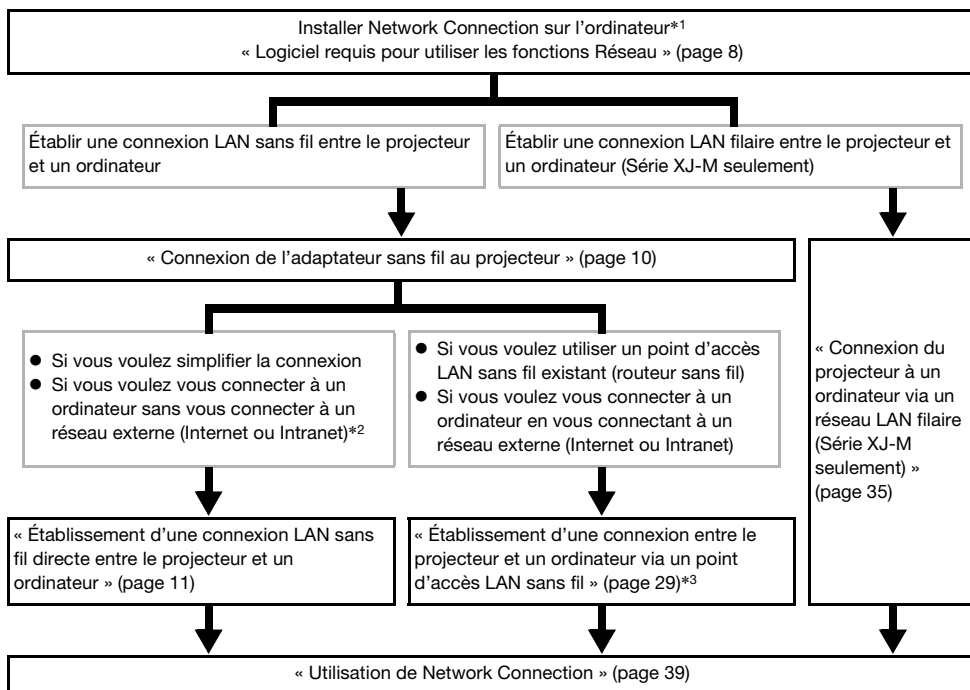 Installer Network Connection sur l’ordinateur*1
« Logiciel requis pour utiliser les fonctions Réseau » (page 8)
Établir une connexion LAN sans fil entre le projecteur
et un ordinateur
Établir une connexion LAN filaire entre le projecteur et
un ordinateur (Série XJ-M seulement)
« Connexion de l’adaptateur sans fil au projecteur » (page 10)
● Si vous voulez simplifier la connexion
● Si vous voulez vous connecter à un
ordinateur sans vous connecter à un
réseau externe (Internet ou Intranet)*2
● Si vous voulez utiliser un point d’accès
LAN sans fil existant (routeur sans fil)
● Si vous voulez vous connecter à un
ordinateur en vous connectant à un
réseau externe (Internet ou Intranet)
« Connexion du
projecteur à un
ordinateur via un
réseau LAN filaire
(Série XJ-M
seulement) »
(page 35)
« Établissement d’une connexion LAN sans
fil directe entre le projecteur et un
ordinateur » (page 11)
« Établissement d’une connexion entre le
projecteur et un ordinateur via un point
d’accès LAN sans fil » (page 29)*3
« Utilisation de Network Connection » (page 39)